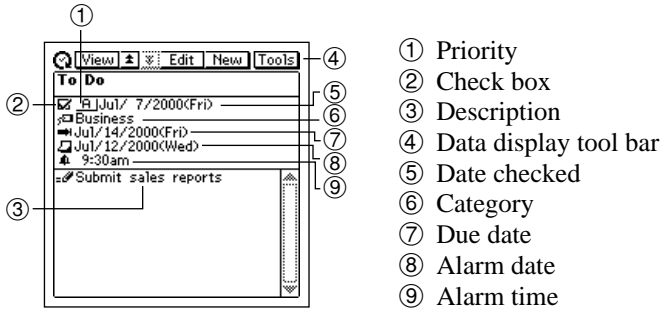 ①
View Edit New Tools
④
To Do
② A Jul/ 7/2000(Fri) ⑤
Business ⑥
Jul/14/2000(Fri) ⑦
Jul/12/2000(Wed) ⑧
9:30am ⑨
Submit sales reports
③
① Priority
② Check box
③ Description
④ Data display tool bar
⑤ Date checked
⑥ Category
⑦ Due date
⑧ Alarm date
⑨ Alarm time